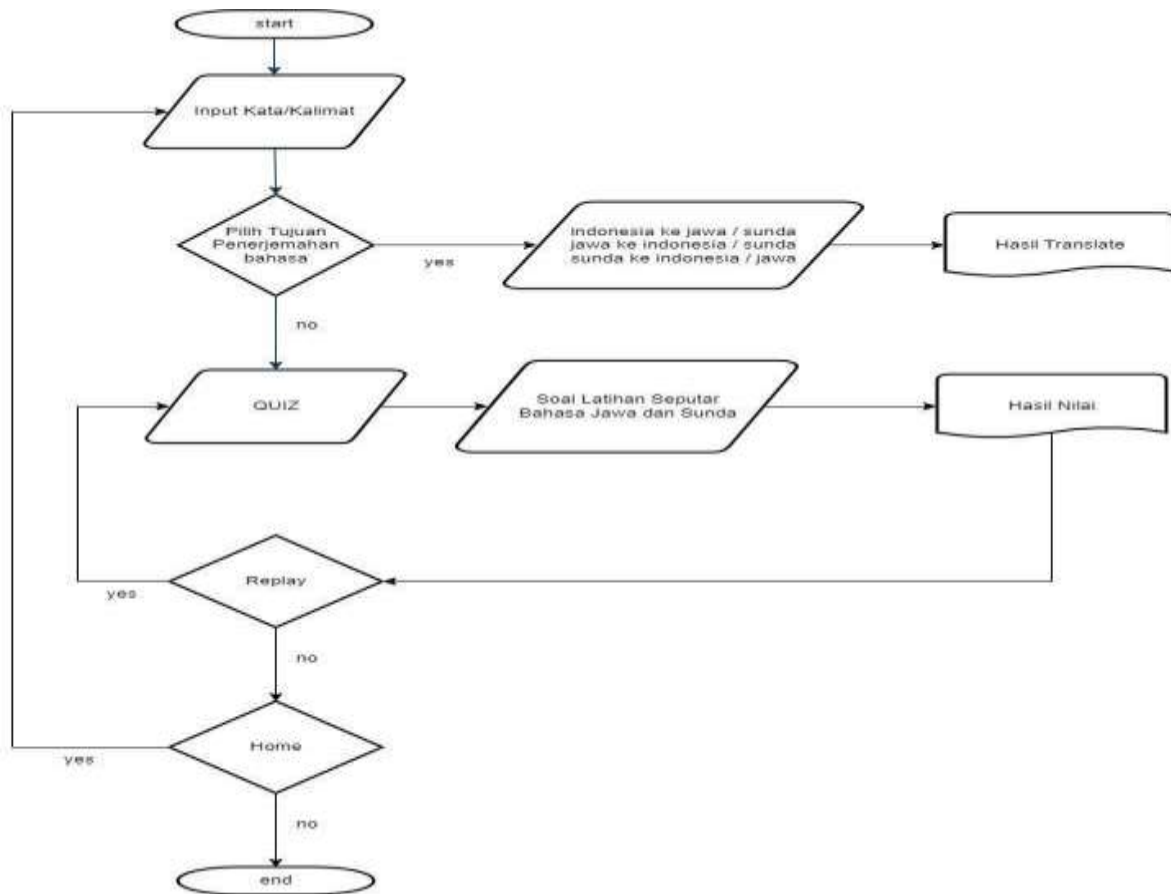 start
Input Kata/Kalimat
Pilih Tujuan
Penerjemahan
bahasa
yes
Indonesia ke jawa / sunda
jawa ke indonesia / sunda
sunda ke indonesia / jawa
Hasil Translate
no
QUIZ
Soal Latihan Seputar
Bahasa Jawa dan Sunda
Hasil Nilai
Replay
yes
no
Home
yes
no
end